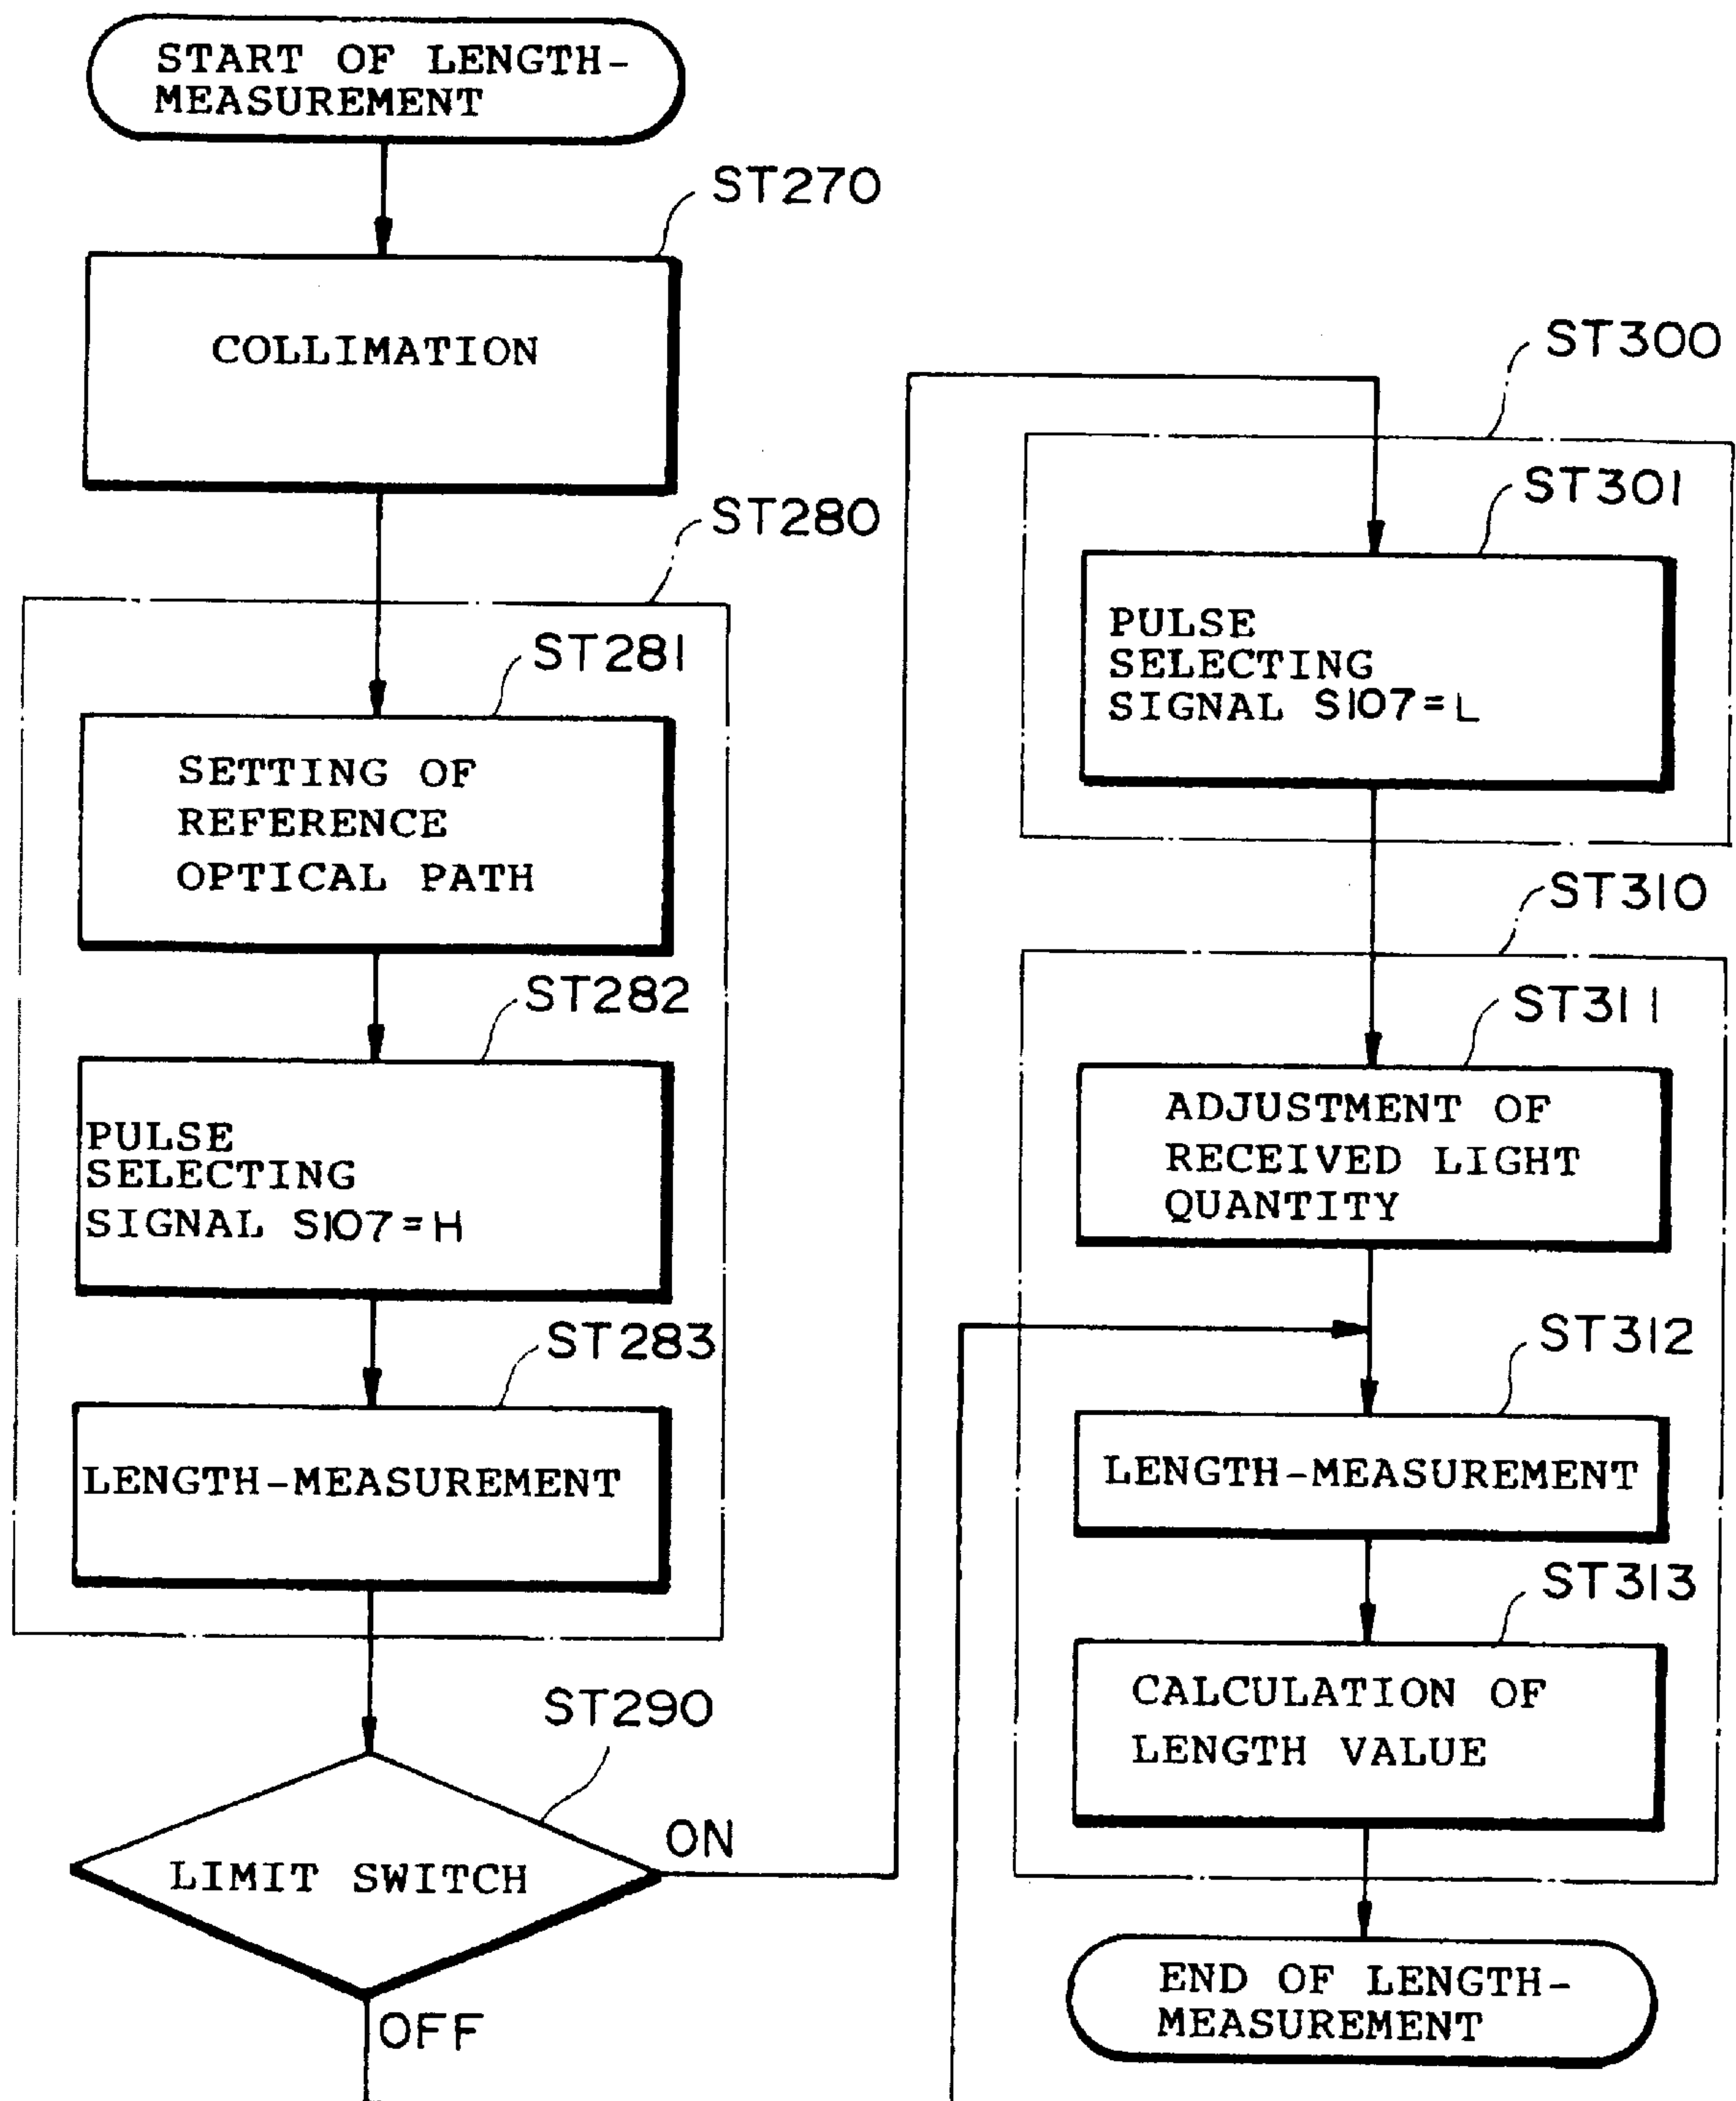 START OF LENGTH-
MEASUREMENT
ST270
COLLIMATION
ST280
ST281
SETTING OF
REFERENCE
OPTICAL PATH
ST282
PULSE
SELECTING
SIGNAL S107=H
ST283
LENGTH-MEASUREMENT
ST290
LIMIT SWITCH
ON
OFF
ST300
ST301
PULSE
SELECTING
SIGNAL S107=L
ST310
ST311
ADJUSTMENT OF
RECEIVED LIGHT
QUANTITY
ST312
LENGTH-MEASUREMENT
ST313
CALCULATION OF
LENGTH VALUE
END OF LENGTH-
MEASUREMENT